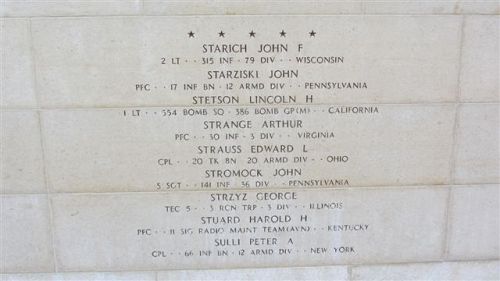 STARICH JOHN F
2 LT · · 315 INF · 79 DIV · · WISCONSIN
STARZISKI JOHN
PFC · · 17 INF BN · 12 ARMD DIV · · PENNSYLVANIA
STETSON LINCOLN H
1 LT · · 554 BOMB SQ · 386 BOMB GP(M) · · CALIFORNIA
STRANGE ARTHUR
PFC · · 30 INF · 3 DIV · · VIRGINIA
STRAUSS EDWARD L
CPL · · 20 TK BN · 20 ARMD DIV · · OHIO
STROMOCK JOHN
S SGT · · 141 INF · 36 DIV · · PENNSYLVANIA
STRZYZ GEORGE
TEC 5 · · 3 RCN TRP · 3 DIV · · ILLINOIS
STUARD HAROLD H
PFC · · 11 SIG RADIO MAINT TEAM(AVN) · · KENTUCKY
SULLI PETER A
CPL · · 66 INF BN · 12 ARMD DIV · · NEW YORK